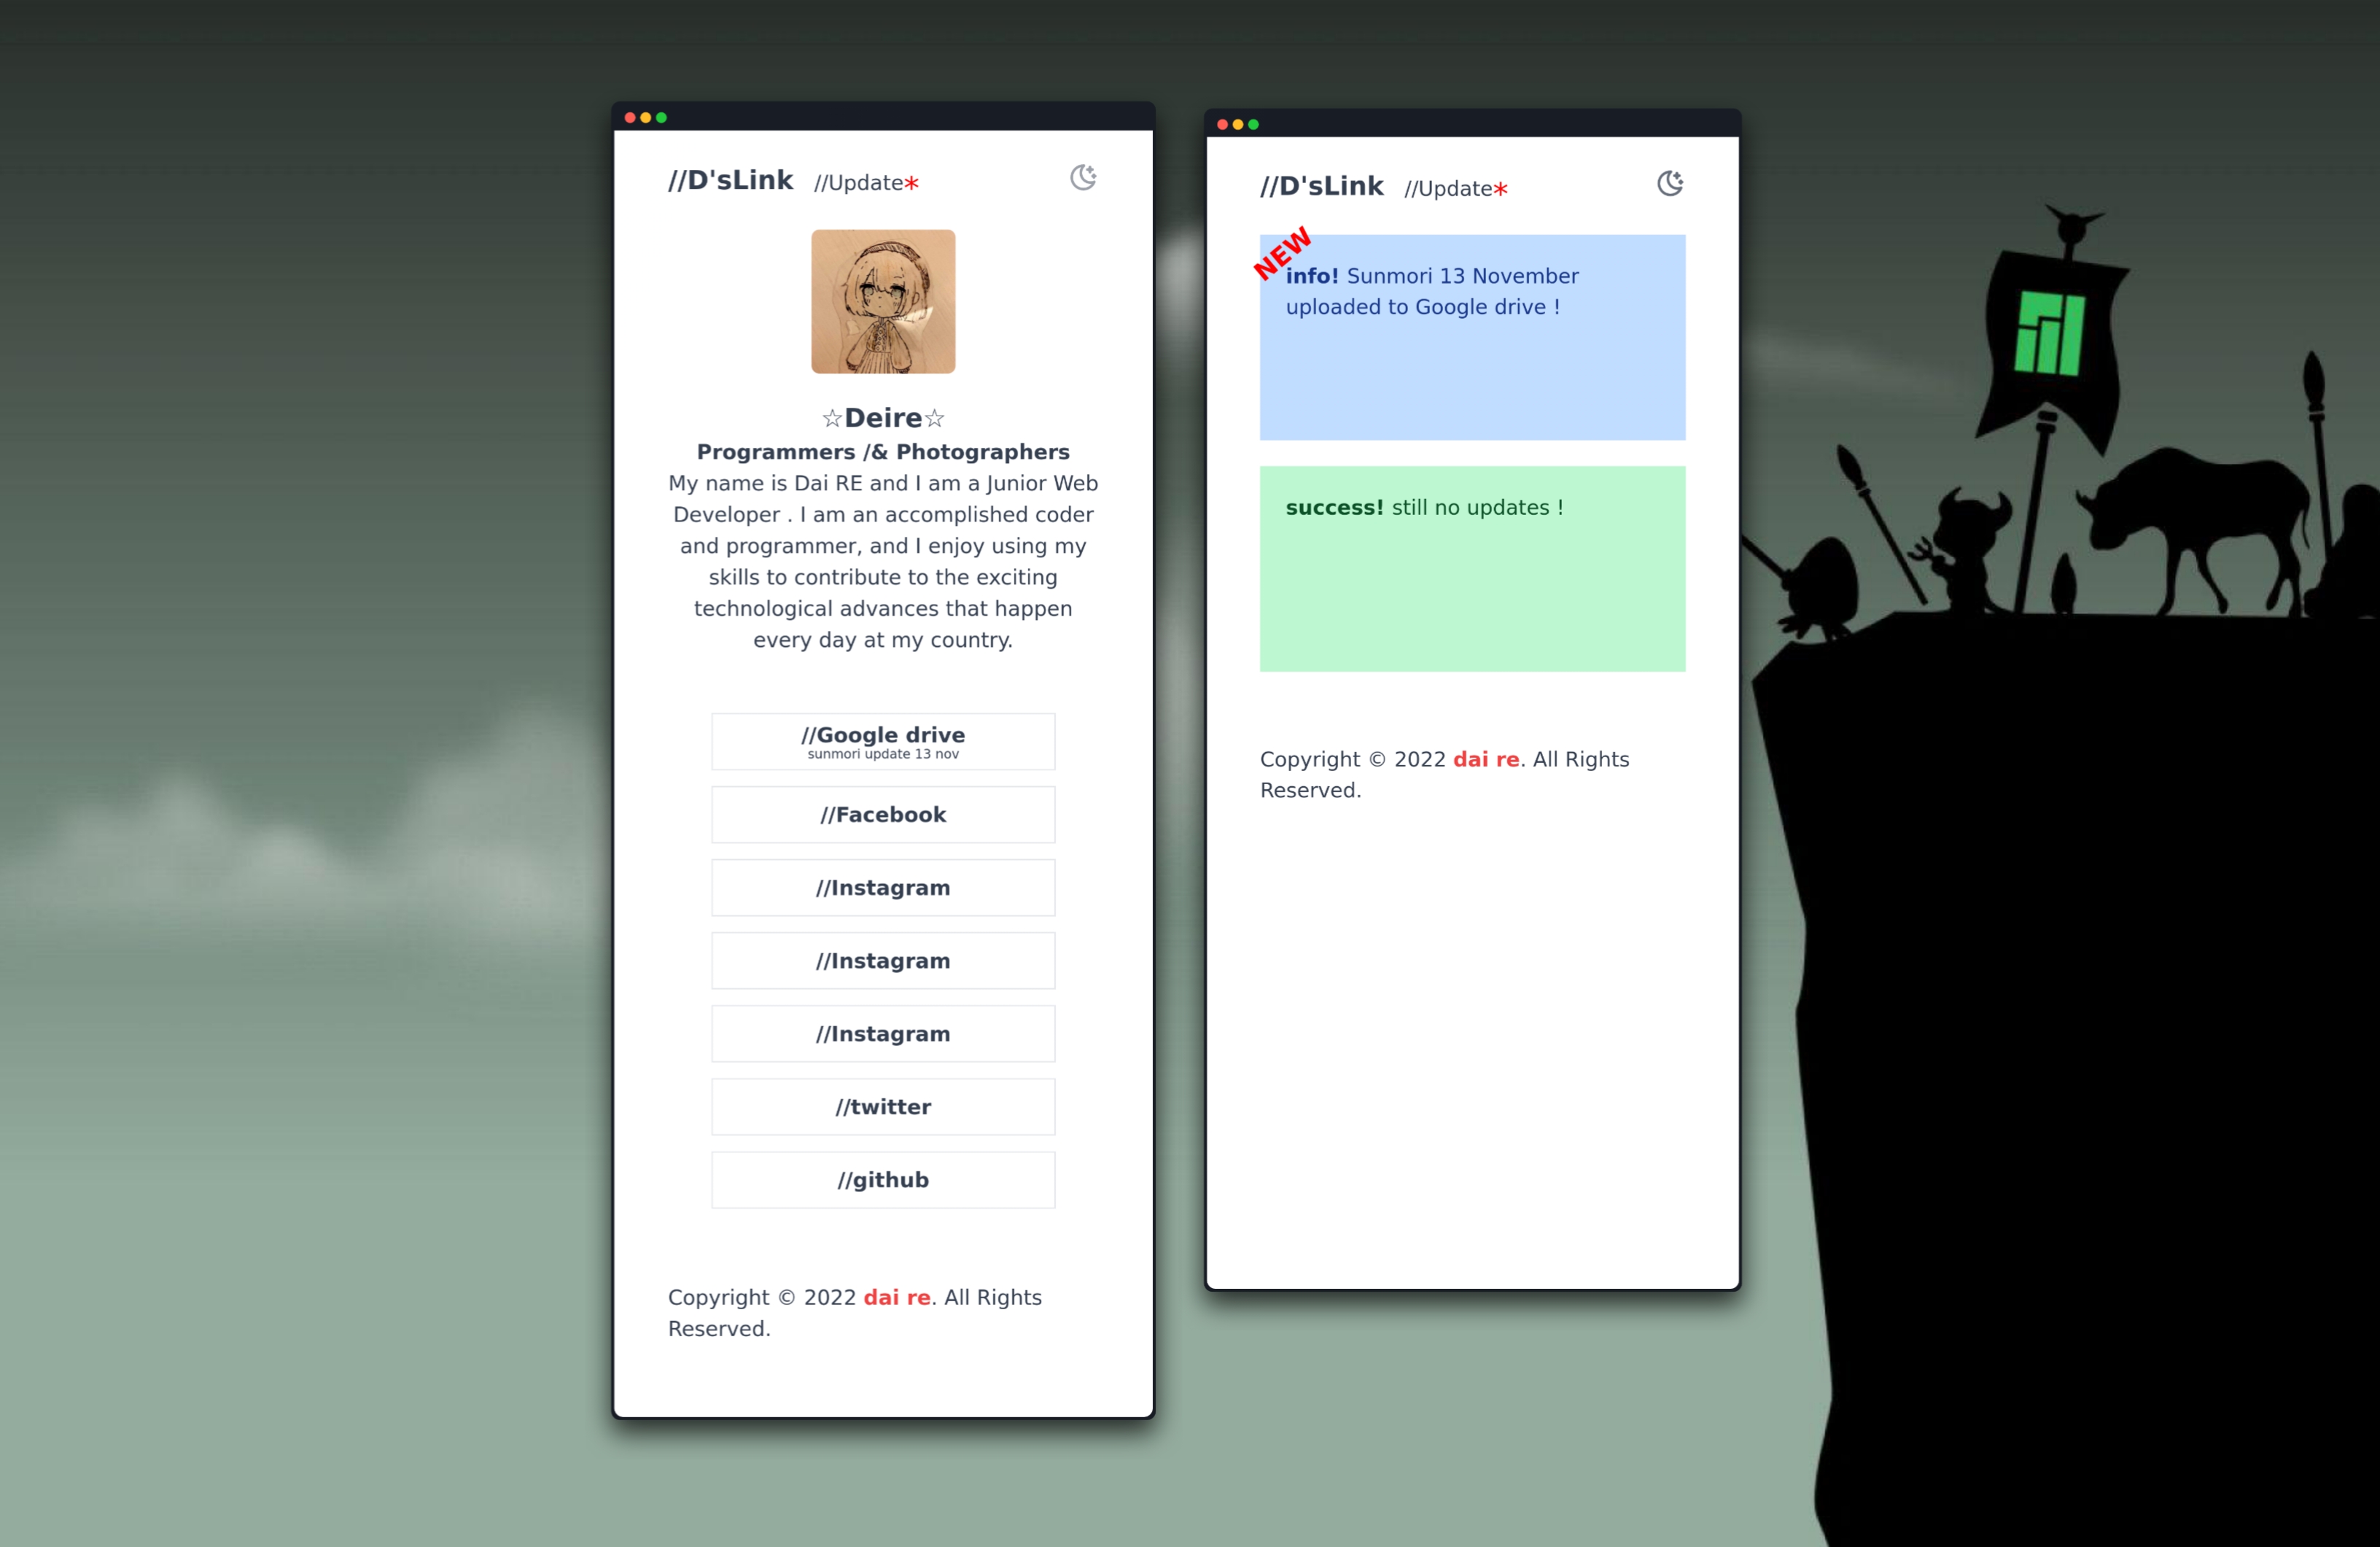 //D'sLink //Update*
☆Deire☆
Programmers /& Photographers
My name is Dai RE and I am a Junior Web
Developer . I am an accomplished coder
and programmer, and I enjoy using my
skills to contribute to the exciting
technological advances that happen
every day at my country.
//Google drive
sunmori update 13 nov
//Facebook
//Instagram
//Instagram
//Instagram
//twitter
//github
Copyright © 2022 dai re. All Rights
Reserved.
//D'sLink //Update*
NEW
info! Sunmori 13 November
uploaded to Google drive !
success! still no updates !
Copyright © 2022 dai re. All Rights
Reserved.